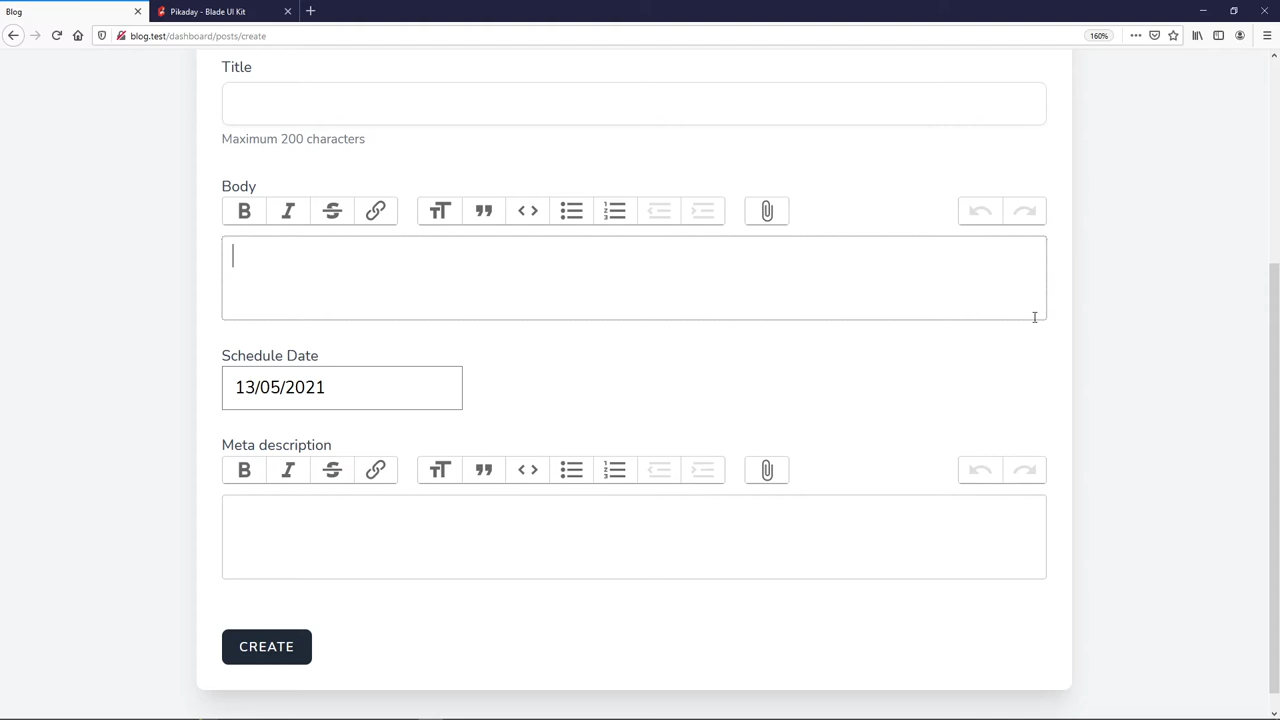 Blog
Pikaday - Blade UI Kit
blog.test/dashboard/posts/create
160%
Title
Maximum 200 characters
Body
Schedule Date
13/05/2021
Meta description
CREATE